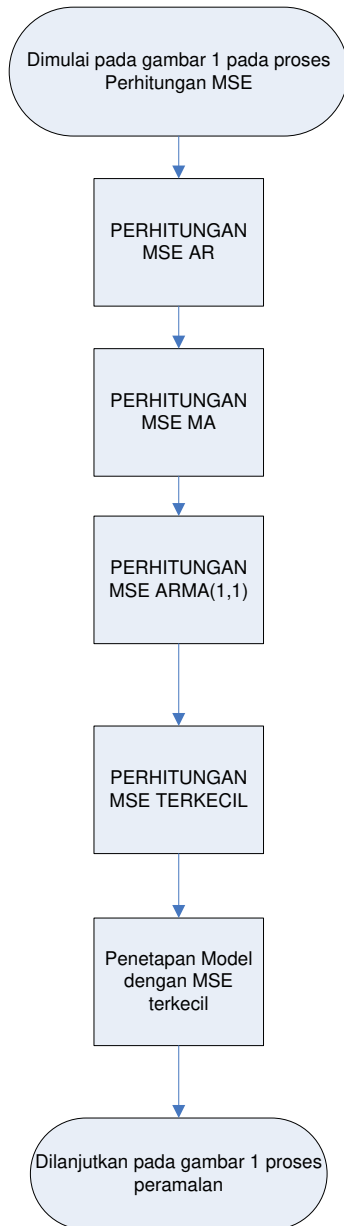 Dimulai pada gambar 1 pada proses
Perhitungan MSE
PERHITUNGAN
MSE AR
PERHITUNGAN
MSE MA
PERHITUNGAN
MSE ARMA(1,1)
PERHITUNGAN
MSE TERKECIL
Penetapan Model
dengan MSE
terkecil
Dilanjutkan pada gambar 1 proses
peramalan